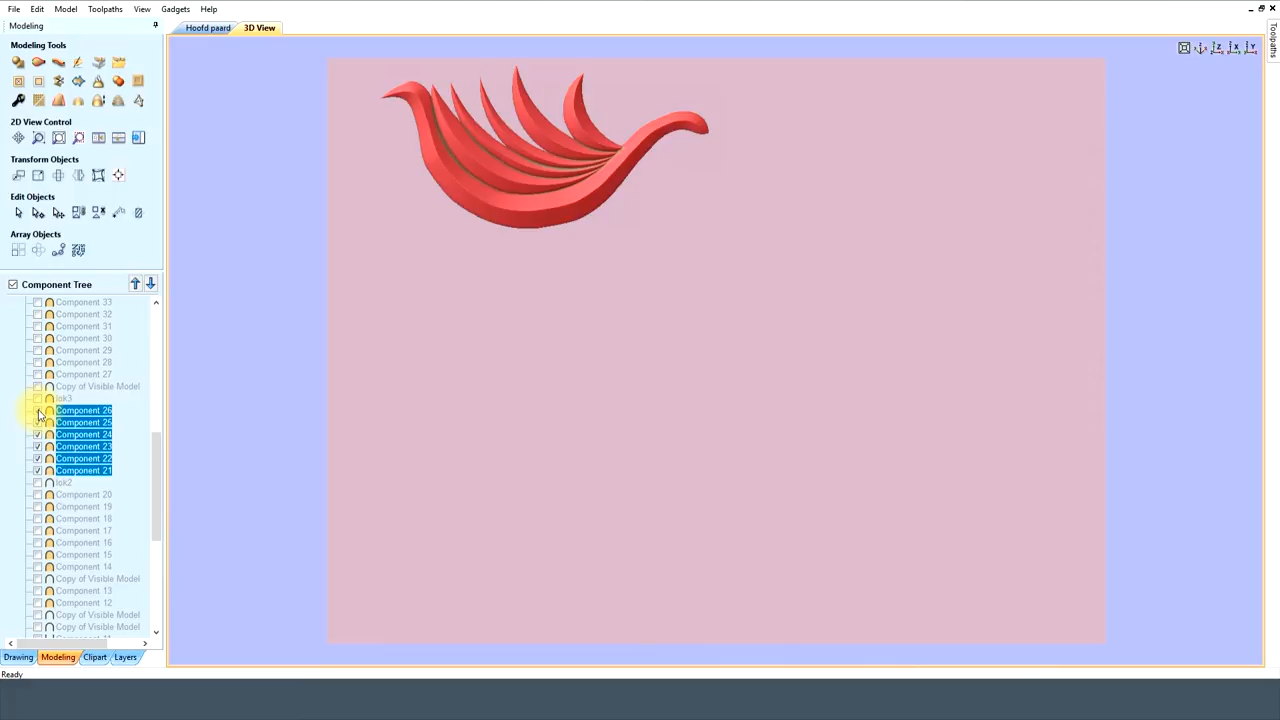 File Edit Model Toolpaths View Gadgets Help
Modeling
Hoofd paard 3D View
Toolpaths
Modeling Tools
2D View Control
Transform Objects
Edit Objects
Array Objects
Component Tree
Component 33
Component 32
Component 31
Component 30
Component 29
Component 28
Component 27
Copy of Visible Model
lok3
Component 26
Component 25
Component 24
Component 23
Component 22
Component 21
lok2
Component 20
Component 19
Component 18
Component 17
Component 16
Component 15
Component 14
Copy of Visible Model
Component 13
Component 12
Copy of Visible Model
Copy of Visible Model
Drawing Modeling Clipart Layers
Ready